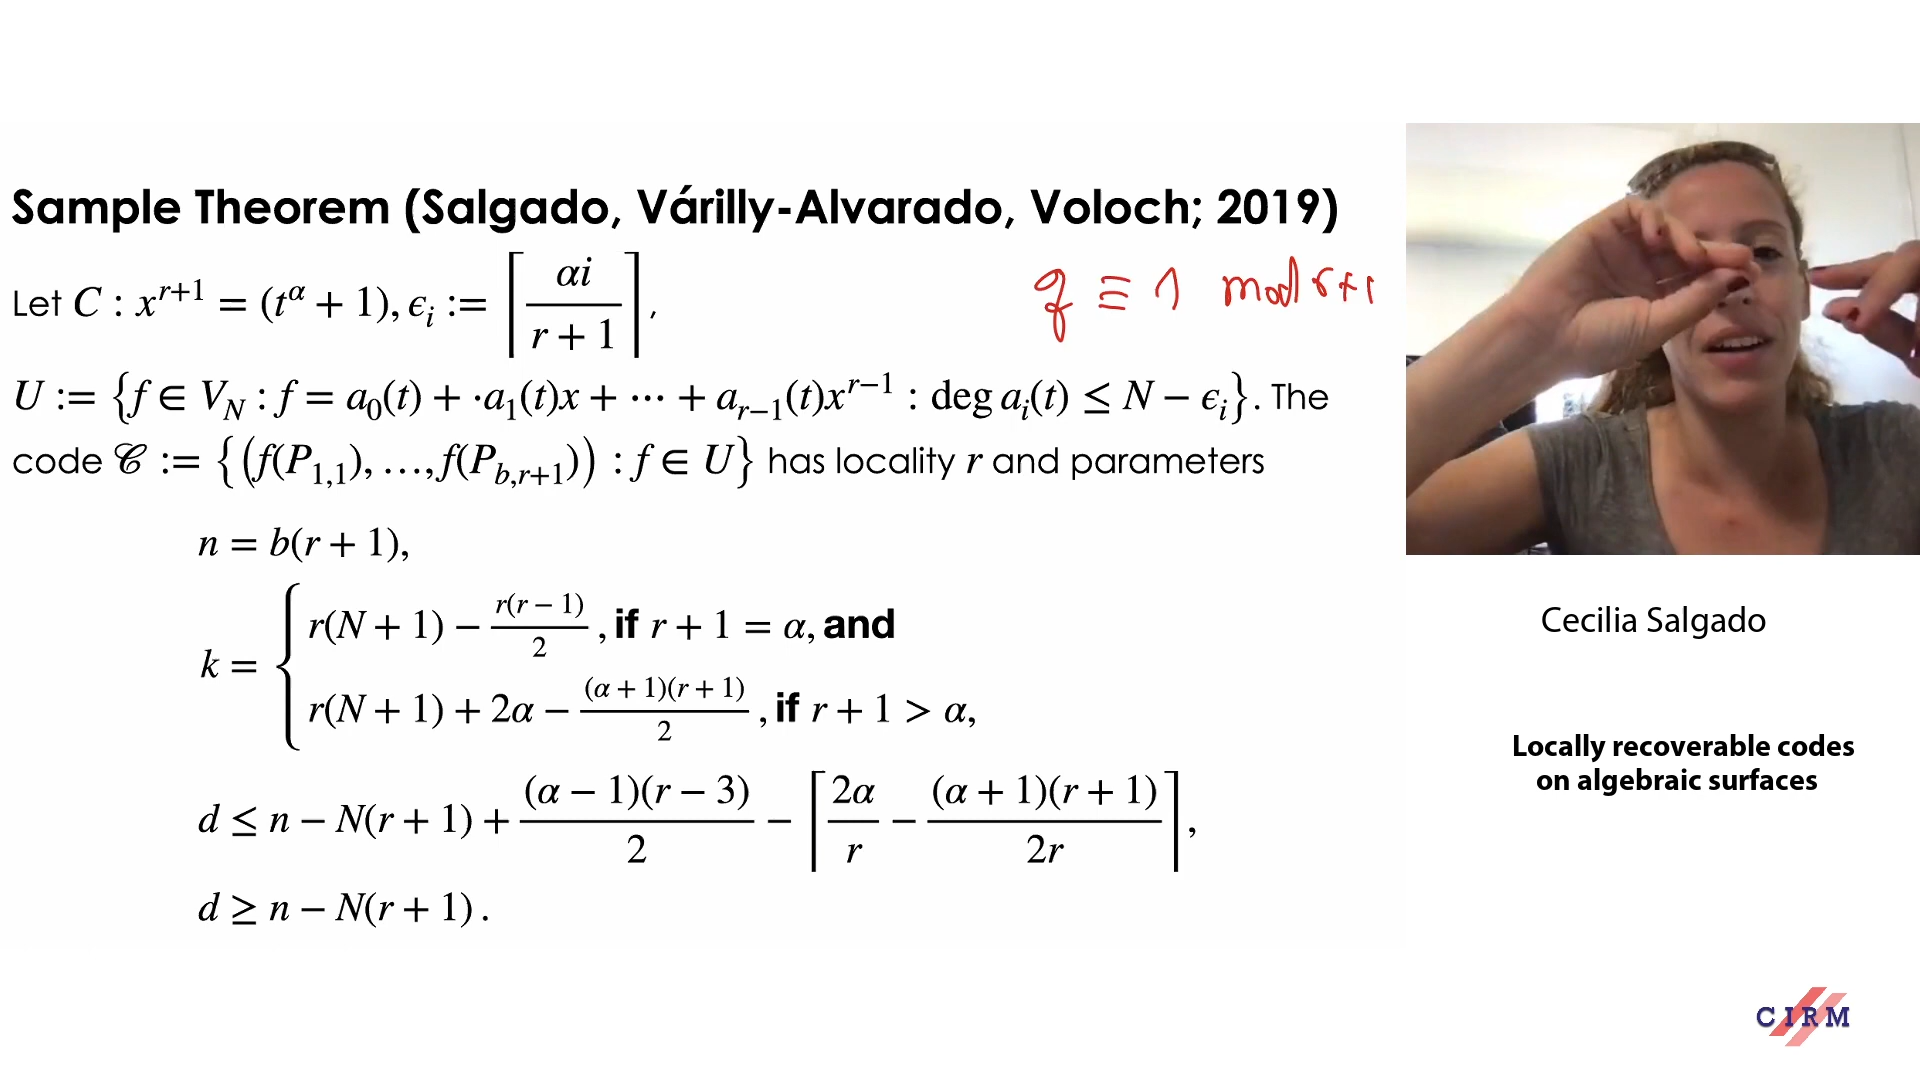 Sample Theorem (Salgado, Várilly-Alvarado, Voloch; 2019)
Let C : x^{r+1} = (t^α + 1), ϵ_i := ⌈αi / (r + 1)⌉,
q ≡ 1 mod r+1
U := {f ∈ V_N : f = a_0(t) + ·a_1(t)x + ⋯ + a_{r−1}(t)x^{r−1} : deg a_i(t) ≤ N − ϵ_i}. The
code 𝒞 := {(f(P_{1,1}), …, f(P_{b,r+1})) : f ∈ U} has locality r and parameters
n = b(r + 1),
k = { r(N + 1) − r(r − 1)/2, if r + 1 = α, and
r(N + 1) + 2α − (α + 1)(r + 1)/2, if r + 1 > α,
d ≤ n − N(r + 1) + (α − 1)(r − 3)/2 − ⌈2α/r − (α + 1)(r + 1)/2r⌉,
d ≥ n − N(r + 1).
Cecilia Salgado
Locally recoverable codes
on algebraic surfaces
CIRM